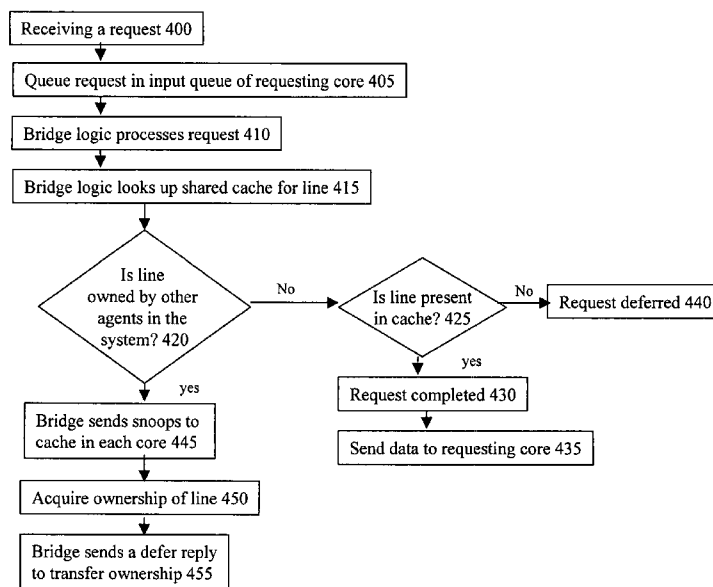 Receiving a request 400
Queue request in input queue of requesting core 405
Bridge logic processes request 410
Bridge logic looks up shared cache for line 415
Is line
owned by other
agents in the
system? 420
No
Is line present
in cache? 425
No
Request deferred 440
yes
Request completed 430
Send data to requesting core 435
yes
Bridge sends snoops to
cache in each core 445
Acquire ownership of line 450
Bridge sends a defer reply
to transfer ownership 455